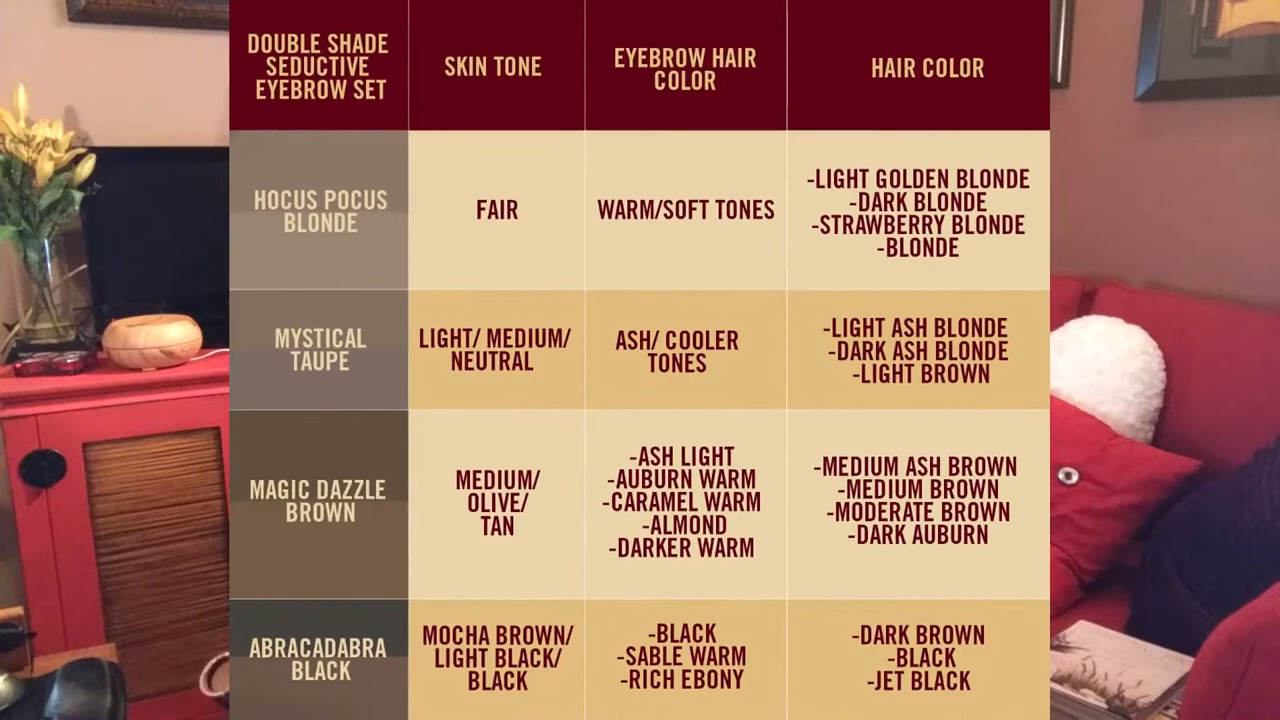 DOUBLE SHADE
SEDUCTIVE
EYEBROW SET
SKIN TONE
EYEBROW HAIR
COLOR
HAIR COLOR
HOCUS POCUS
BLONDE
FAIR
WARM/SOFT TONES
-LIGHT GOLDEN BLONDE
-DARK BLONDE
-STRAWBERRY BLONDE
-BLONDE
MYSTICAL
TAUPE
LIGHT/ MEDIUM/
NEUTRAL
ASH/ COOLER
TONES
-LIGHT ASH BLONDE
-DARK ASH BLONDE
-LIGHT BROWN
MAGIC DAZZLE
BROWN
MEDIUM/
OLIVE/
TAN
-ASH LIGHT
-AUBURN WARM
-CARAMEL WARM
-ALMOND
-DARKER WARM
-MEDIUM ASH BROWN
-MEDIUM BROWN
-MODERATE BROWN
-DARK AUBURN
ABRACADABRA
BLACK
MOCHA BROWN/
LIGHT BLACK/
BLACK
-BLACK
-SABLE WARM
-RICH EBONY
-DARK BROWN
-BLACK
-JET BLACK